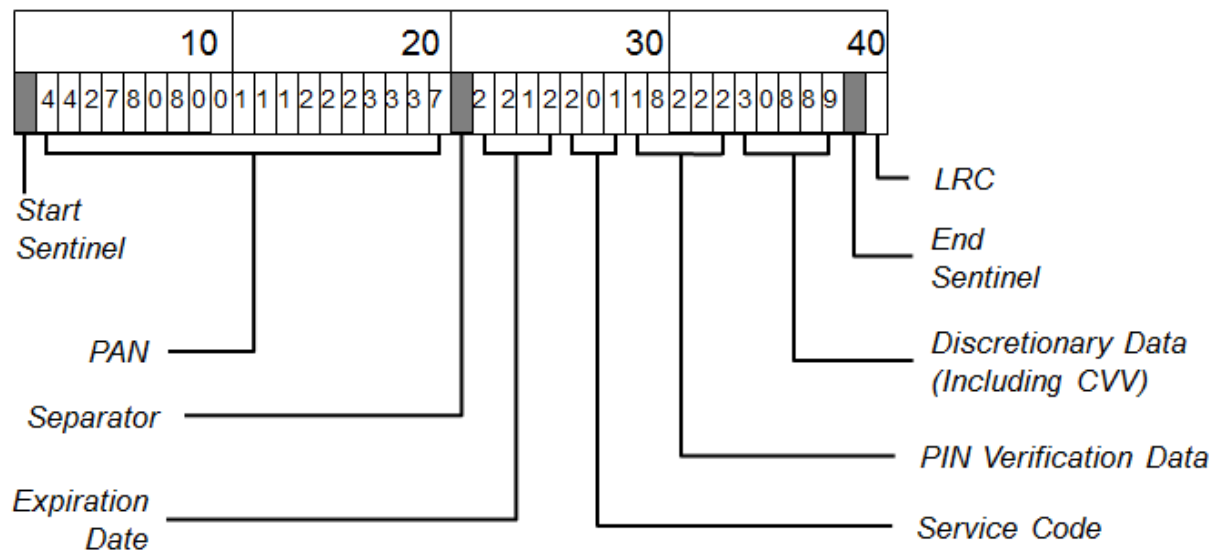 10 20 30 40
4 4 2 7 8 0 8 0 0 1 1 1 2 2 2 3 3 3 7 2 2 1 2 2 0 1 1 8 2 2 2 3 0 8 8 9
Start
Sentinel
PAN
Separator
Expiration
Date
LRC
End
Sentinel
Discretionary Data
(Including CVV)
PIN Verification Data
Service Code